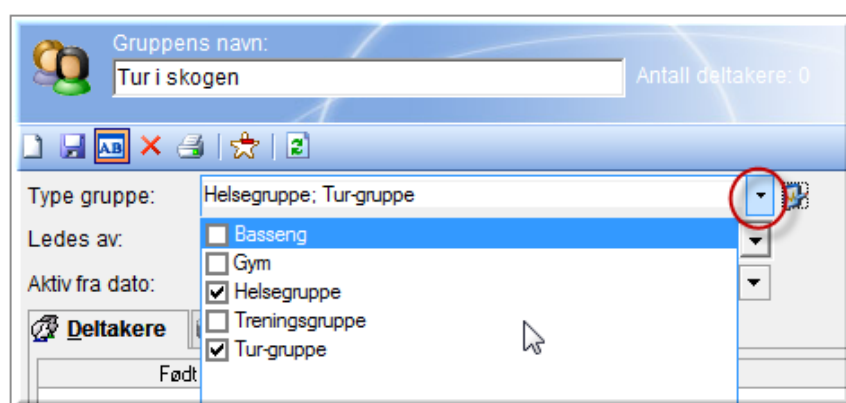 Gruppens navn:
Tur i skogen
Antall deltakere: 0
AB
Type gruppe:
Helsegruppe; Tur-gruppe
Ledes av:
Basseng
Gym
Aktiv fra dato:
Helsegruppe
Treningsgruppe
Deltakere
Tur-gruppe
Født